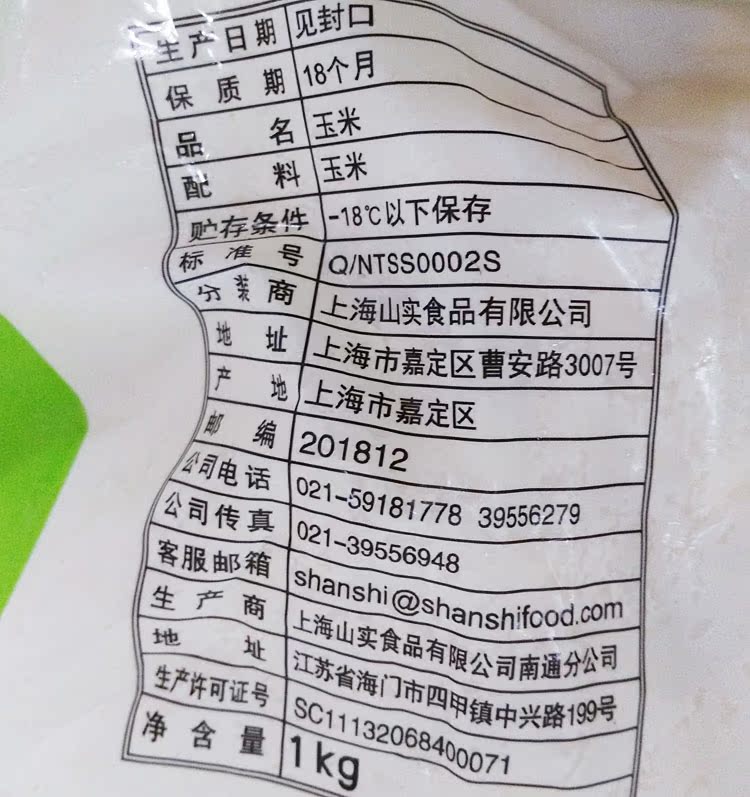 生产日期 见封口
保质期 18个月
品名 玉米
配料 玉米
贮存条件 -18℃以下保存
标准号 Q/NTSS0002S
分装商 上海山实食品有限公司
地址 上海市嘉定区曹安路3007号
产地 上海市嘉定区
邮编 201812
公司电话 021-59181778 39556279
公司传真 021-39556948
客服邮箱 shanshi@shanshifood.com
生产商 上海山实食品有限公司南通分公司
地址 江苏省海门市四甲镇中兴路199号
生产许可证号 SC11132068400071
净含量 1kg